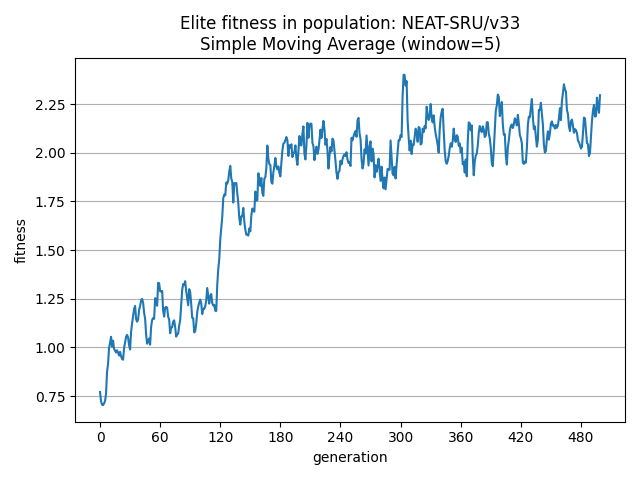 Elite fitness in population: NEAT-SRU/v33
Simple Moving Average (window=5)
fitness
2.25
2.00
1.75
1.50
1.25
1.00
0.75
0 60 120 180 240 300 360 420 480
generation